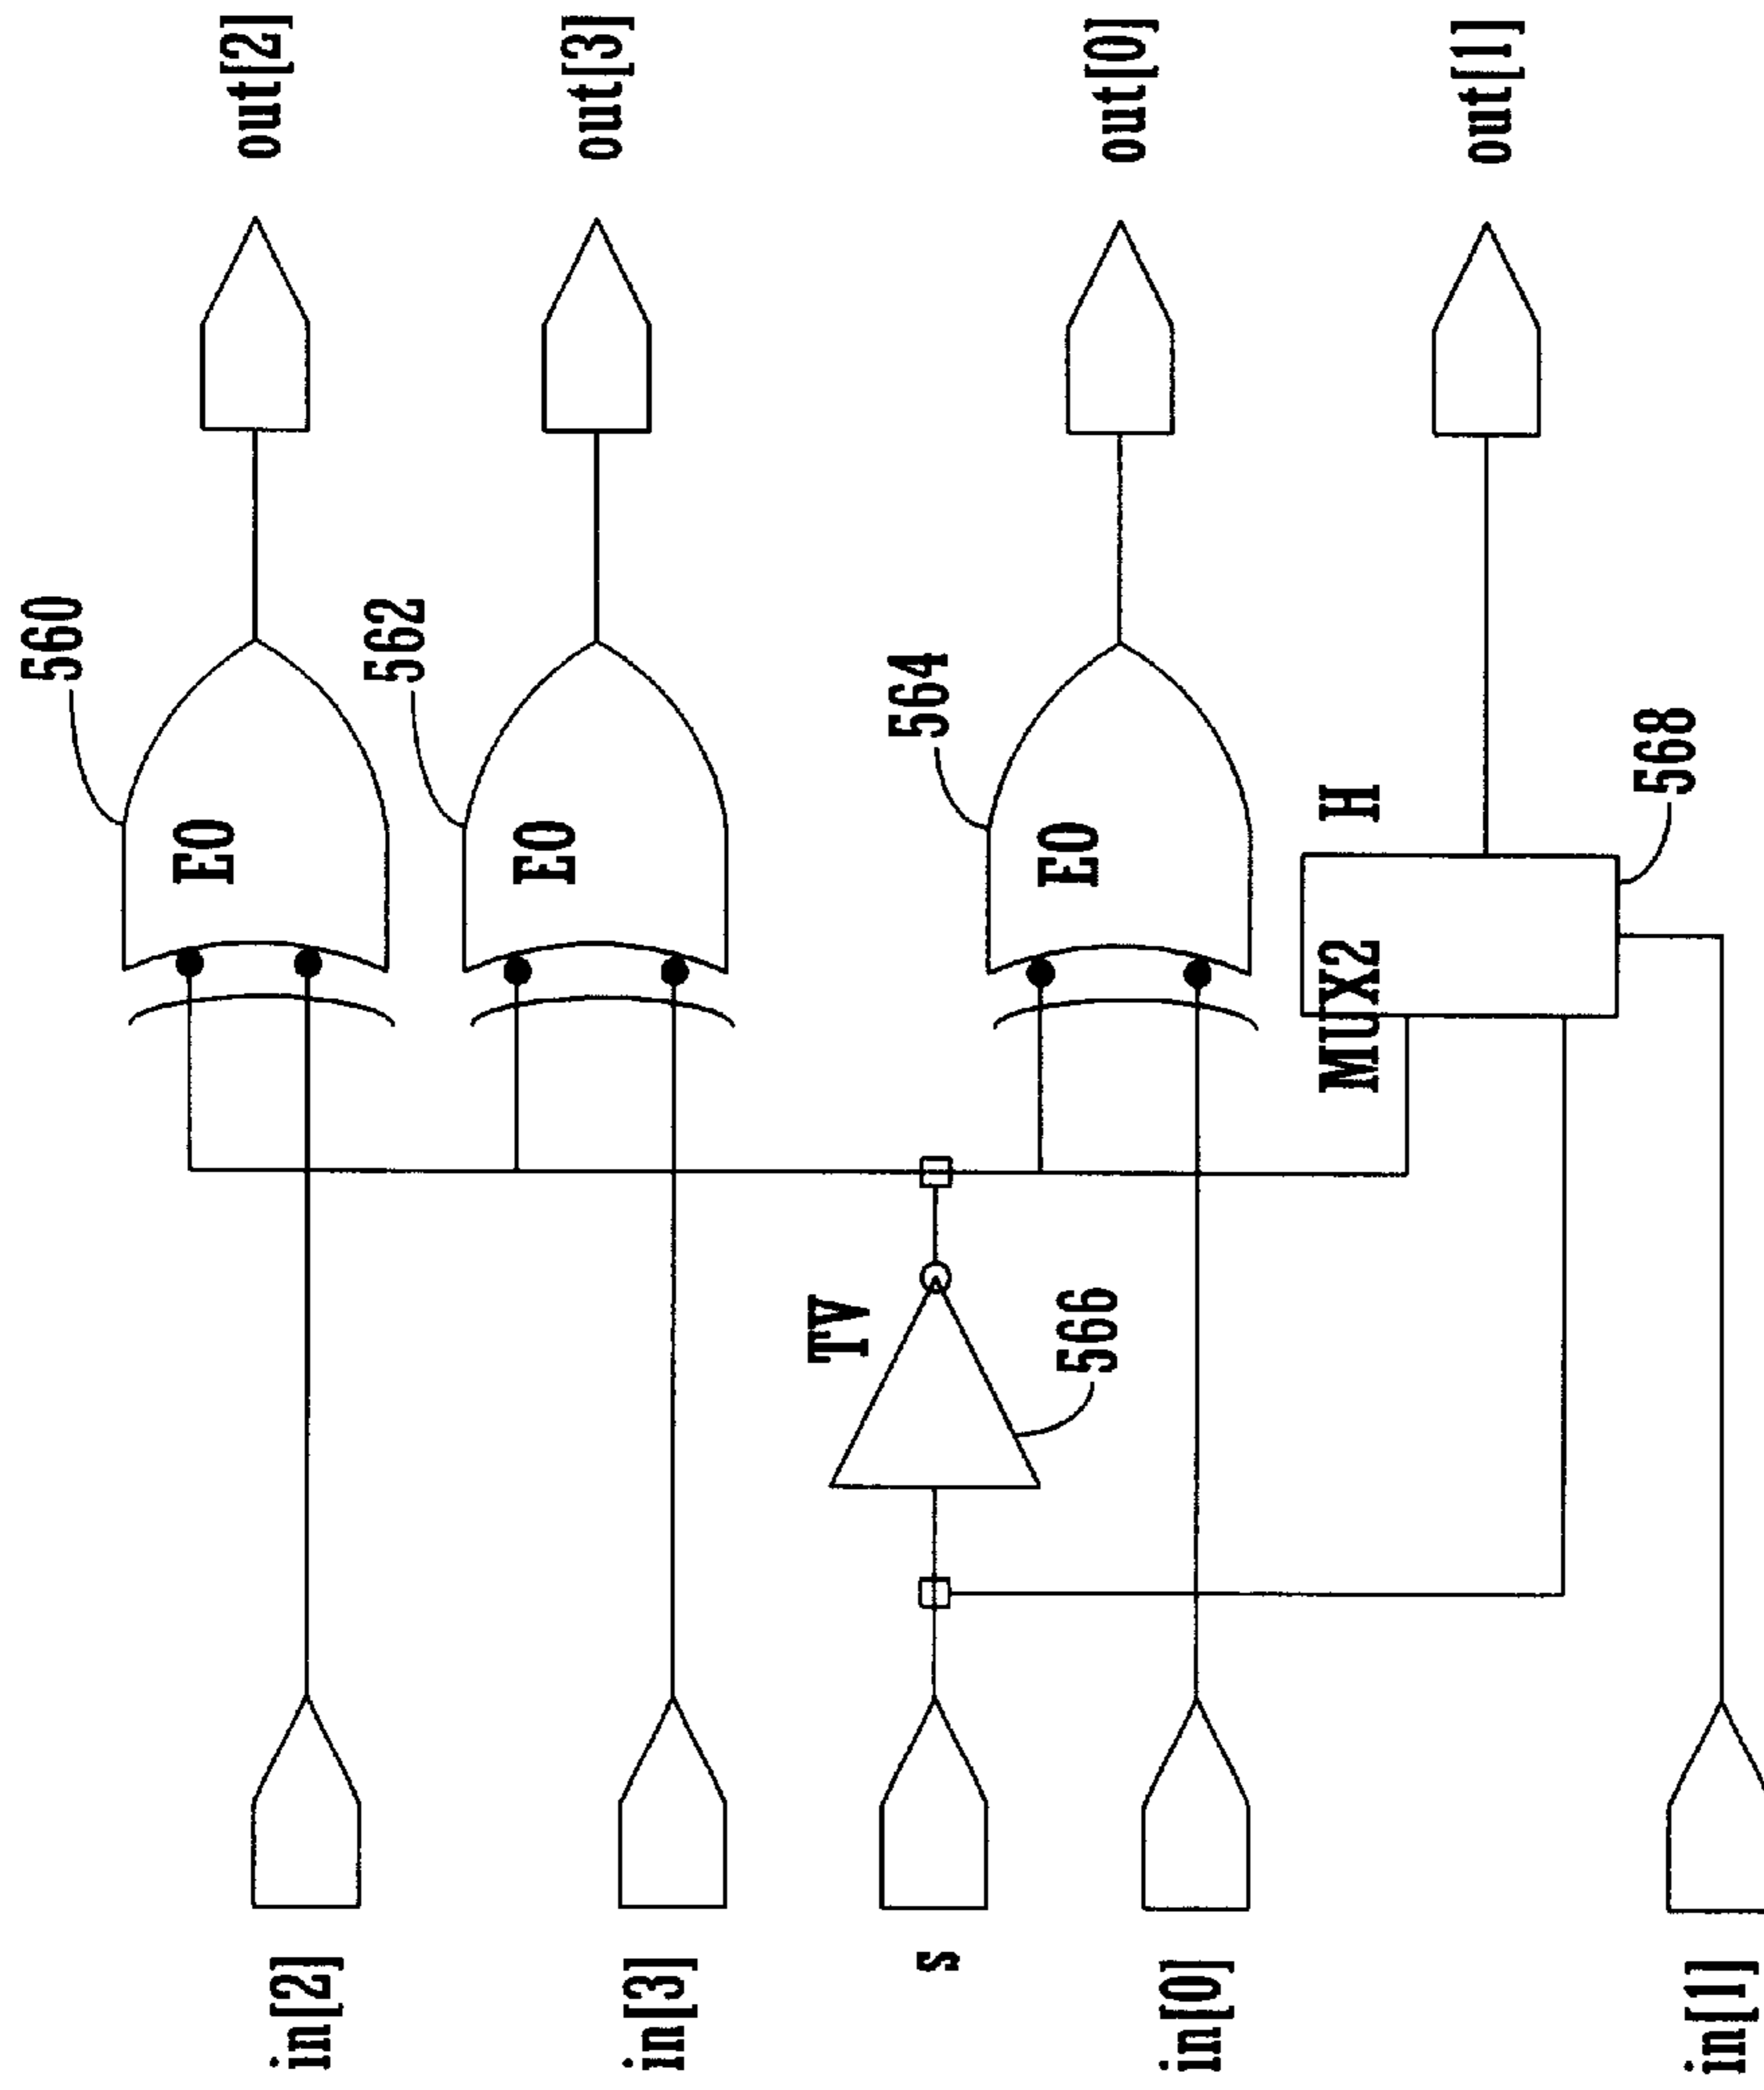 out[2]
out[3]
out[0]
out[1]
560
562
564
568
EO
EO
EO
MUX2 H
TV
566
in[2]
in[3]
s
in[0]
in[1]